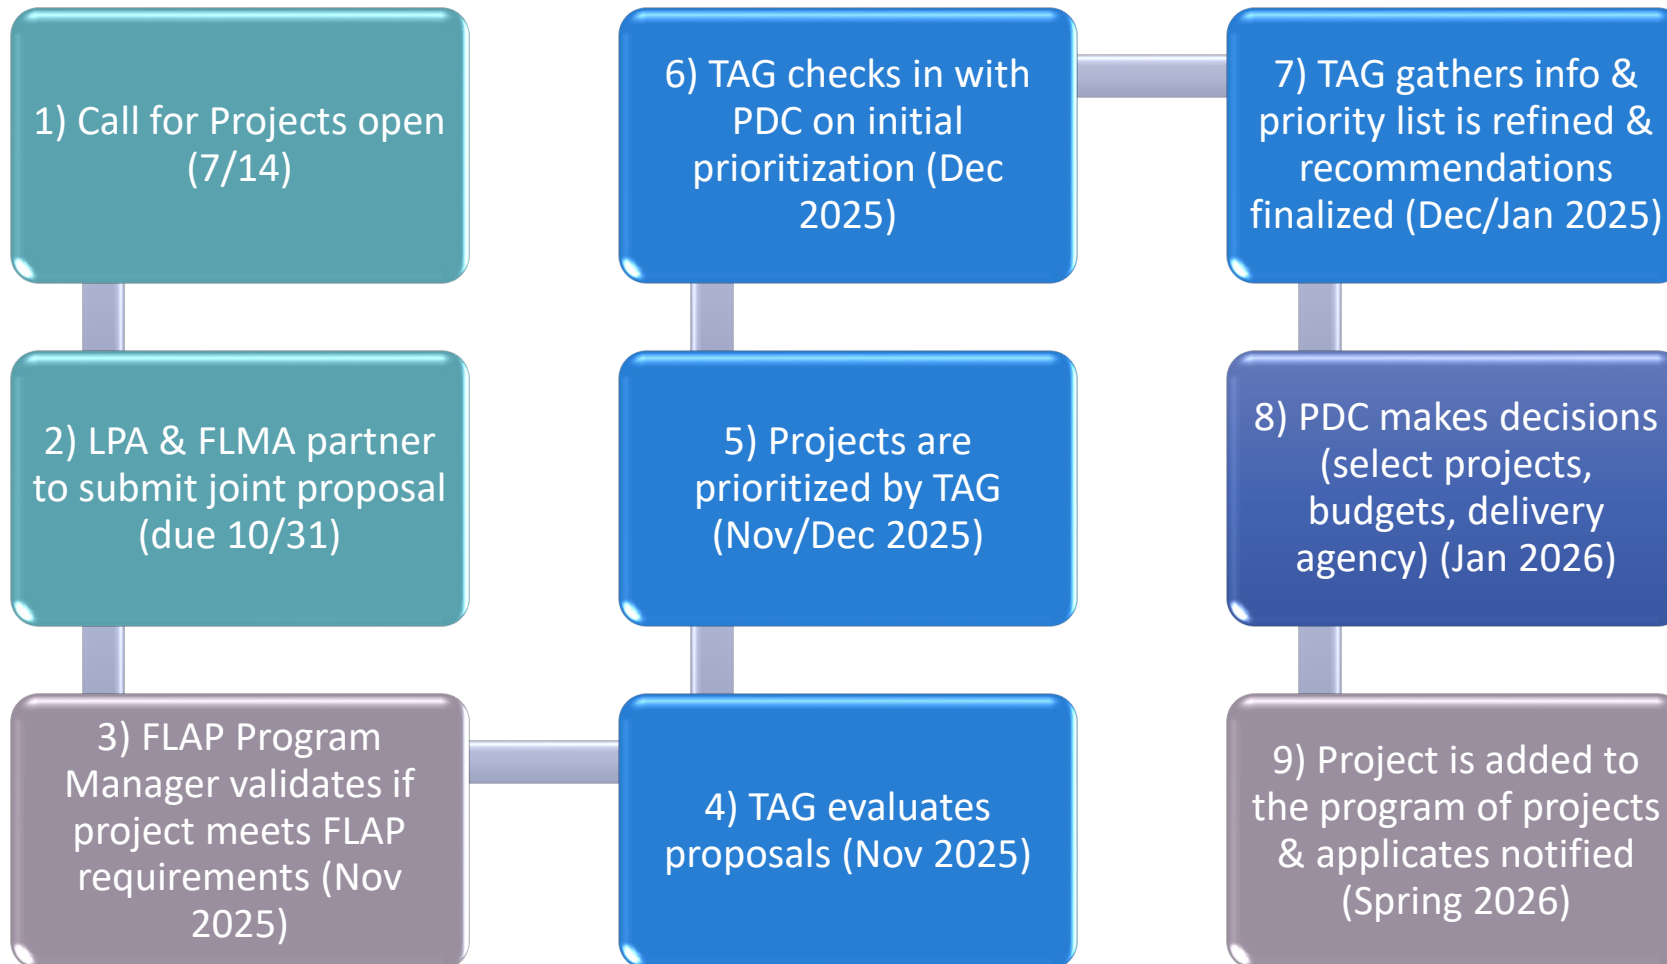 1) Call for Projects open
(7/14)
2) LPA & FLMA partner
to submit joint proposal
(due 10/31)
3) FLAP Program
Manager validates if
project meets FLAP
requirements (Nov
2025)
4) TAG evaluates
proposals (Nov 2025)
5) Projects are
prioritized by TAG
(Nov/Dec 2025)
6) TAG checks in with
PDC on initial
prioritization (Dec
2025)
7) TAG gathers info &
priority list is refined &
recommendations
finalized (Dec/Jan 2025)
8) PDC makes decisions
(select projects,
budgets, delivery
agency) (Jan 2026)
9) Project is added to
the program of projects
& applicates notified
(Spring 2026)